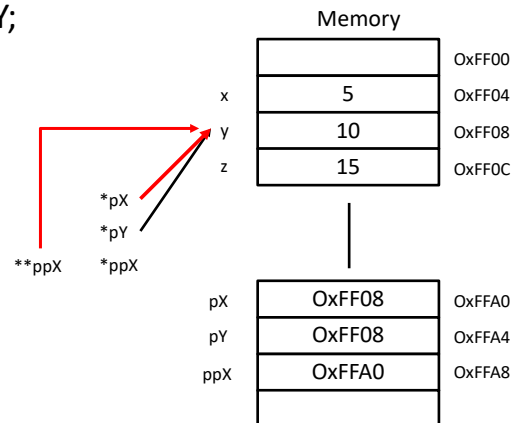 Y;
Memory
OxFF00
x 5 OxFF04
y 10 OxFF08
z 15 OxFF0C
*pX
*pY
**ppX *ppX
pX OxFF08 OxFFA0
pY OxFF08 OxFFA4
ppX OxFFA0 OxFFA8